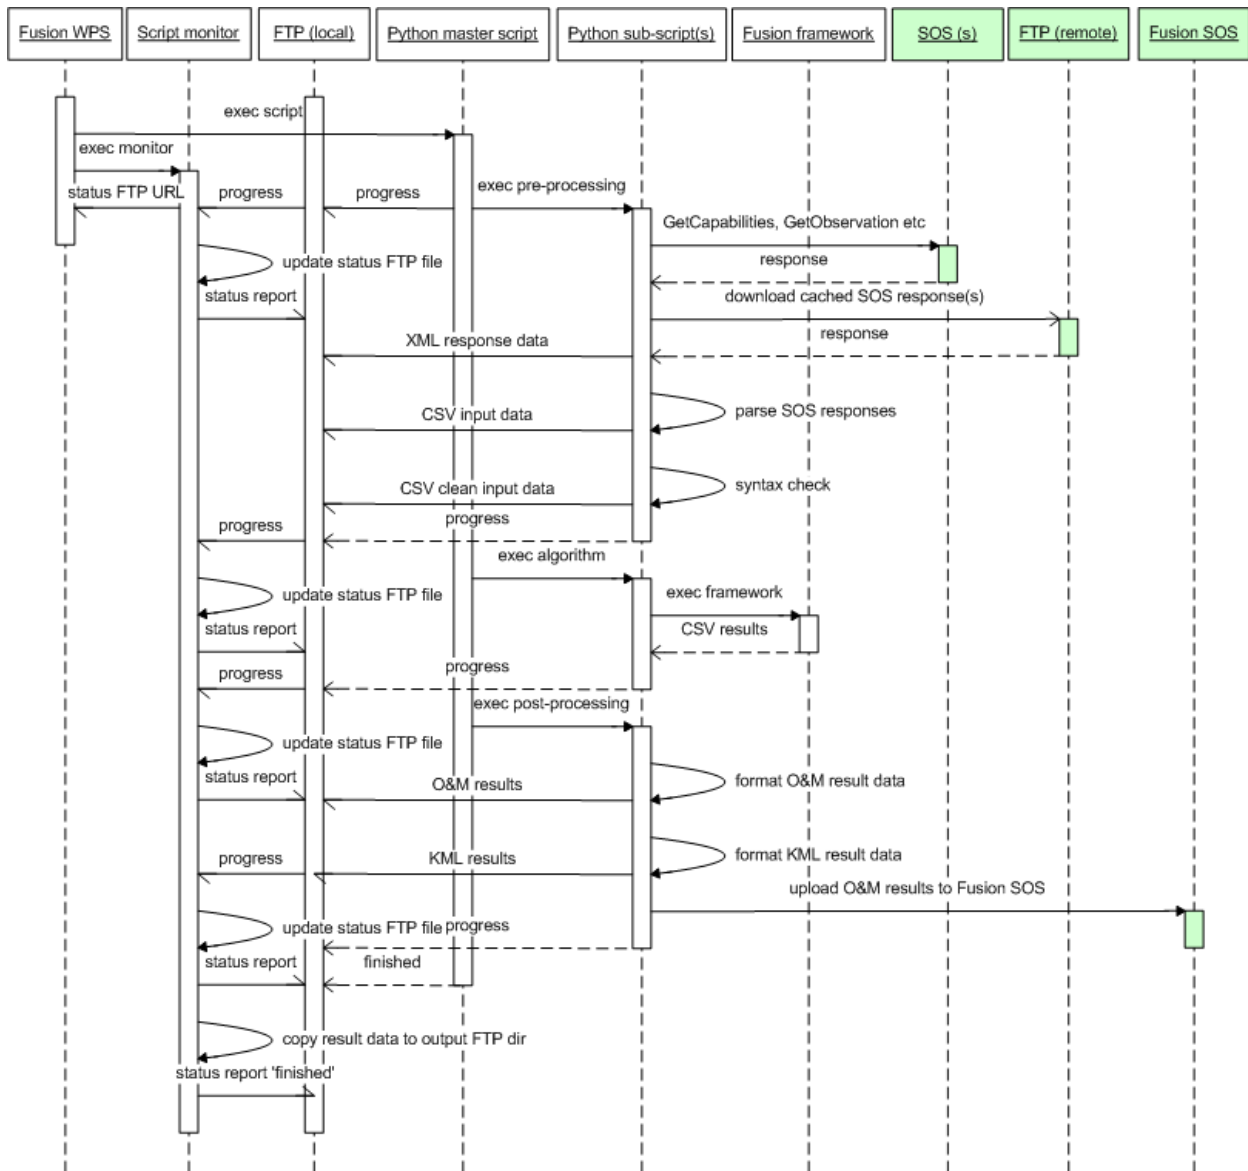 Fusion WPS
Script monitor
FTP (local)
Python master script
Python sub-script(s)
Fusion framework
SOS (s)
FTP (remote)
Fusion SOS
exec script
exec monitor
status FTP URL
progress
progress
exec pre-processing
GetCapabilities, GetObservation etc
response
update status FTP file
status report
download cached SOS response(s)
response
XML response data
parse SOS responses
CSV input data
syntax check
CSV clean input data
progress
progress
exec algorithm
update status FTP file
exec framework
status report
CSV results
progress
progress
exec post-processing
update status FTP file
status report
O&M results
format O&M result data
progress
KML results
format KML result data
upload O&M results to Fusion SOS
update status FTP file
progress
status report
finished
copy result data to output FTP dir
status report 'finished'